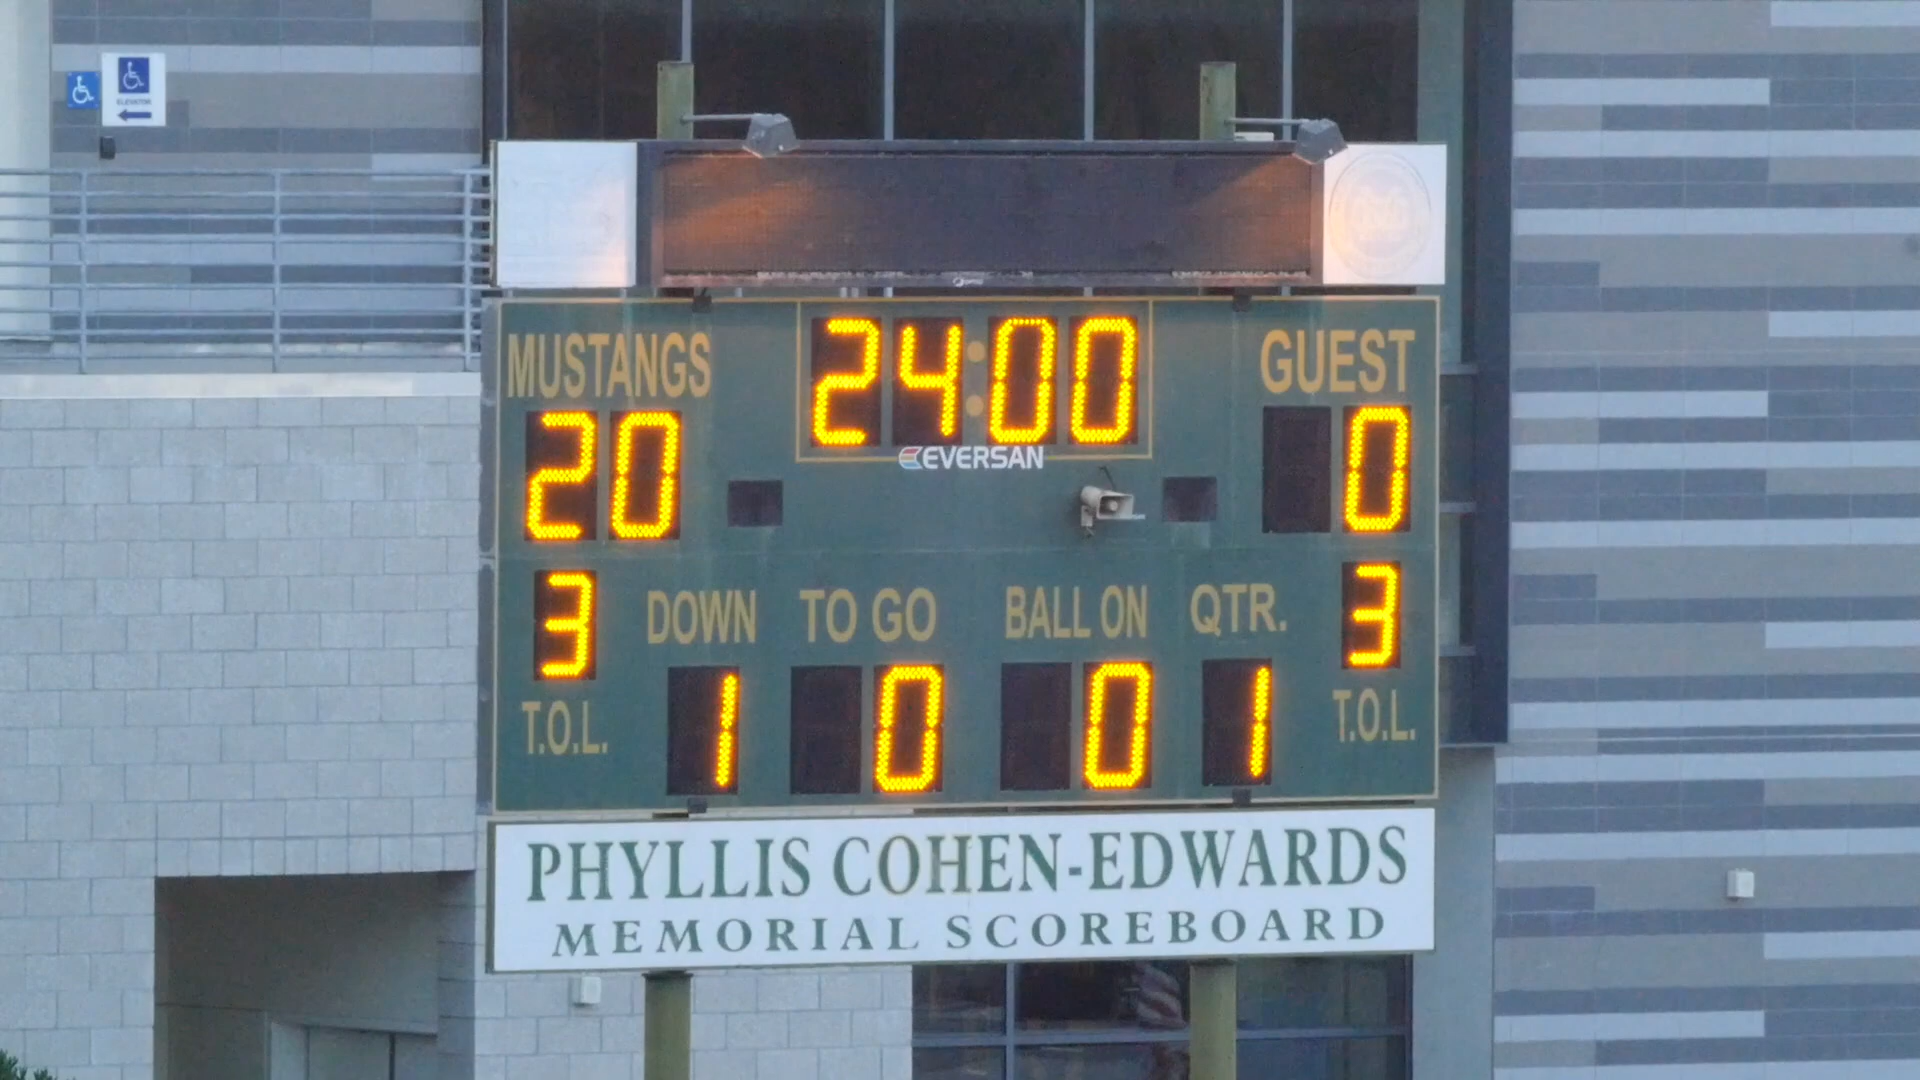 ELEVATOR
MUSTANGS 24:00 GUEST
EVERSAN
20 0
3 DOWN TO GO BALL ON QTR. 3
T.O.L. 1 0 0 1 T.O.L.
PHYLLIS COHEN-EDWARDS
MEMORIAL SCOREBOARD